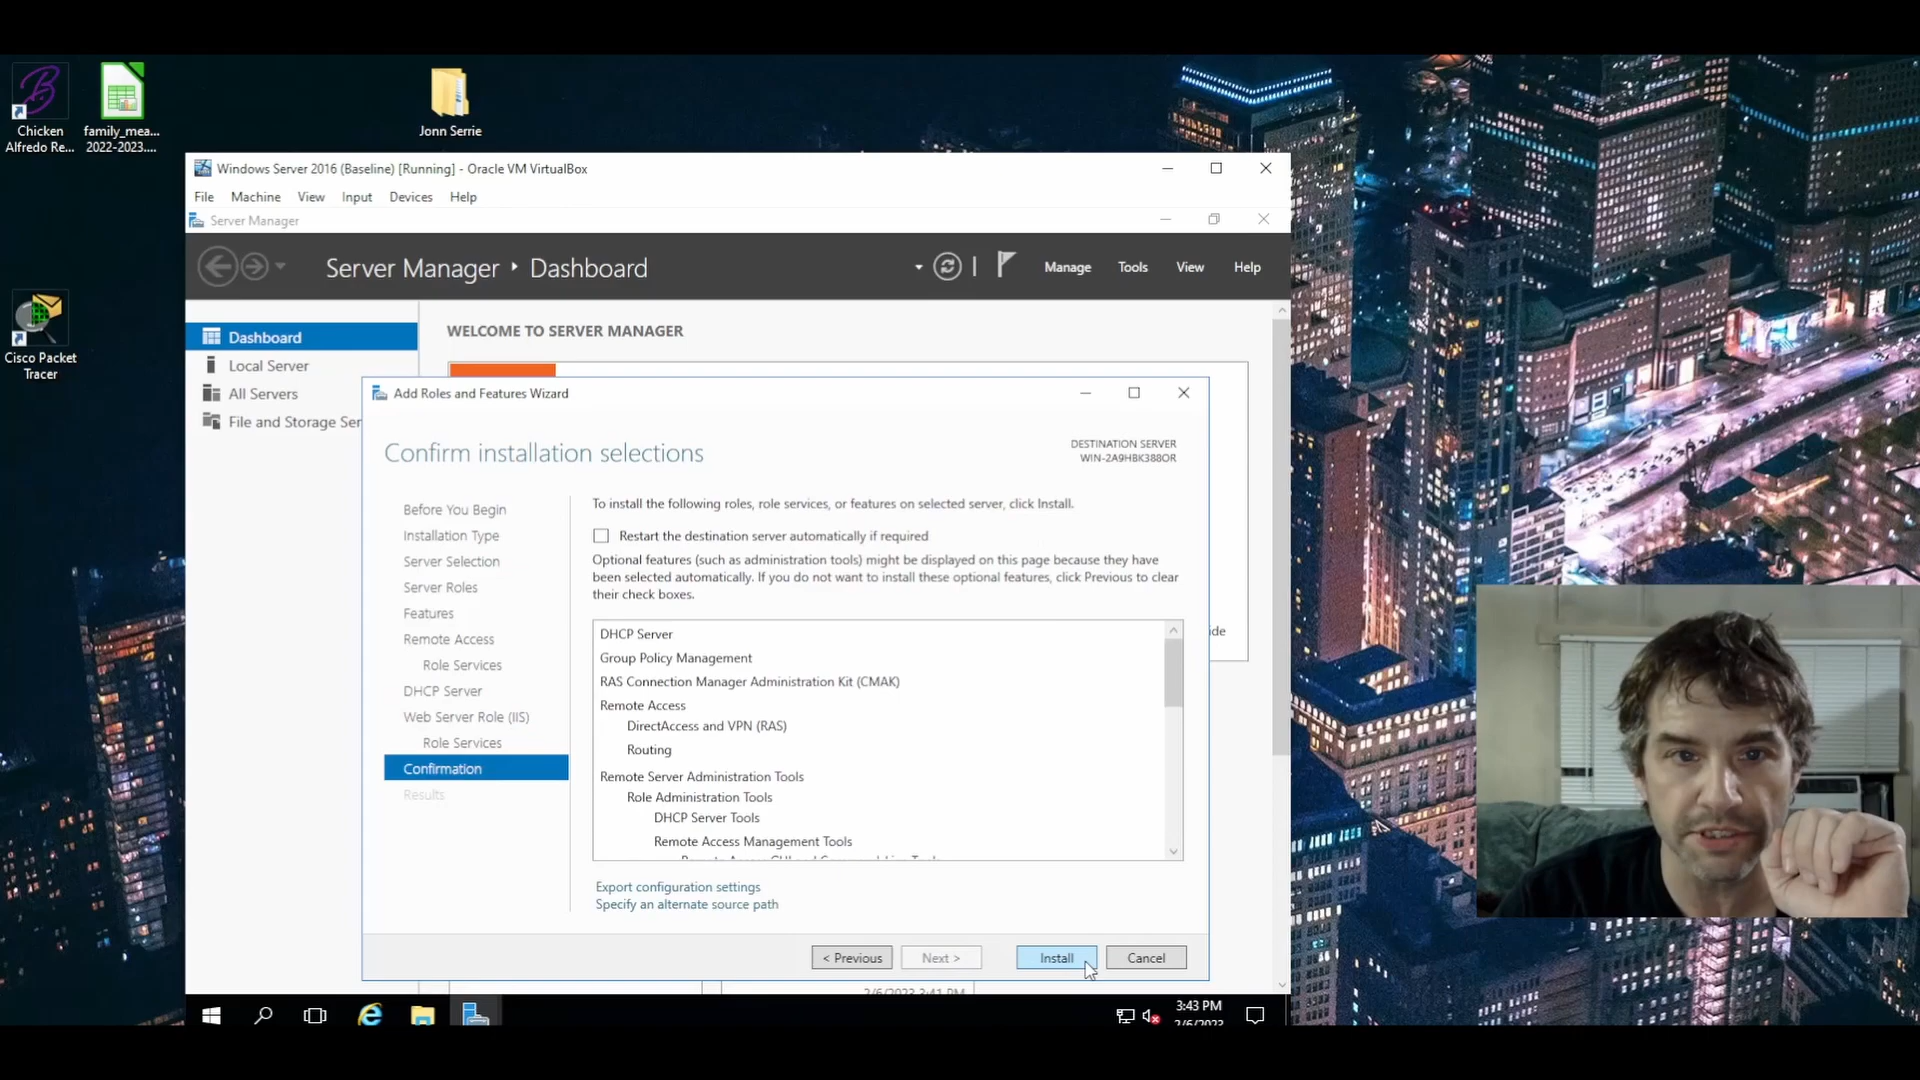 Chicken
Alfredo Re...
family_mea...
2022-2023....
Jonn Serrie
Cisco Packet
Tracer
Windows Server 2016 (Baseline) [Running] - Oracle VM VirtualBox
File Machine View Input Devices Help
Server Manager
Server Manager Dashboard
Manage Tools View Help
Dashboard
Local Server
All Servers
File and Storage Ser
WELCOME TO SERVER MANAGER
Add Roles and Features Wizard
Confirm installation selections
DESTINATION SERVER
WIN-2A9HBK388OR
Before You Begin
Installation Type
Server Selection
Server Roles
Features
Remote Access
Role Services
DHCP Server
Web Server Role (IIS)
Role Services
Confirmation
Results
To install the following roles, role services, or features on selected server, click Install.
Restart the destination server automatically if required
Optional features (such as administration tools) might be displayed on this page because they have
been selected automatically. If you do not want to install these optional features, click Previous to clear
their check boxes.
DHCP Server
Group Policy Management
RAS Connection Manager Administration Kit (CMAK)
Remote Access
DirectAccess and VPN (RAS)
Routing
Remote Server Administration Tools
Role Administration Tools
DHCP Server Tools
Remote Access Management Tools
ide
Export configuration settings
Specify an alternate source path
< Previous
Next >
Install
Cancel
2/6/2023 3:41 PM
3:43 PM
2/6/2023